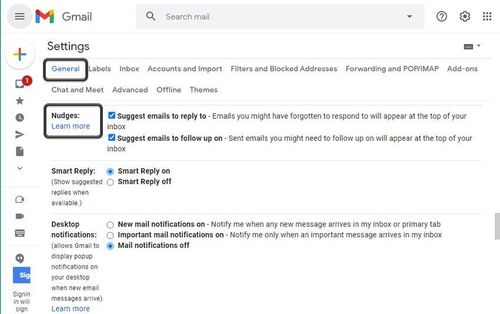 Gmail
Search mail
Settings
General Labels Inbox Accounts and Import Filters and Blocked Addresses Forwarding and POP/IMAP Add-ons
Chat and Meet Advanced Offline Themes
1
Nudges:
Learn more
Suggest emails to reply to - Emails you might have forgotten to respond to will appear at the top of your
inbox
Suggest emails to follow up on - Sent emails you might need to follow up on will appear at the top of your
inbox
Smart Reply:
(Show suggested
replies when
available.)
Smart Reply on
Smart Reply off
Desktop
notifications:
(allows Gmail to
display popup
notifications on
your desktop
when new email
messages arrive)
Learn more
New mail notifications on - Notify me when any new message arrives in my inbox or primary tab
Important mail notifications on - Notify me only when an important message arrives in my inbox
Mail notifications off
Sign
Signin
in will
sign